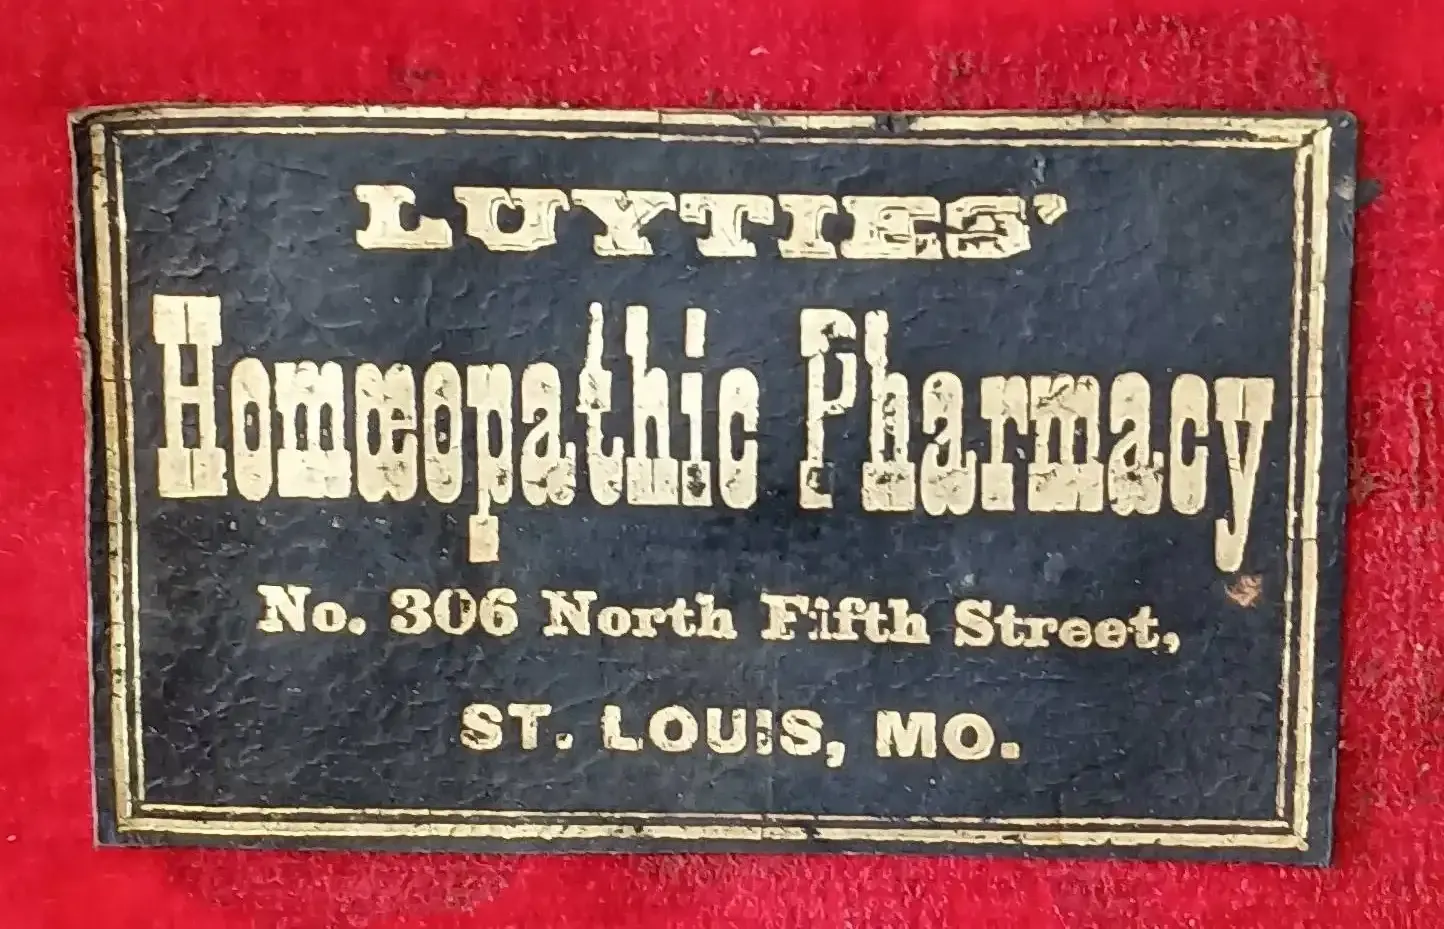 LUYTIES'
Homœopathic Pharmacy
No. 306 North Fifth Street,
ST. LOUIS, MO.